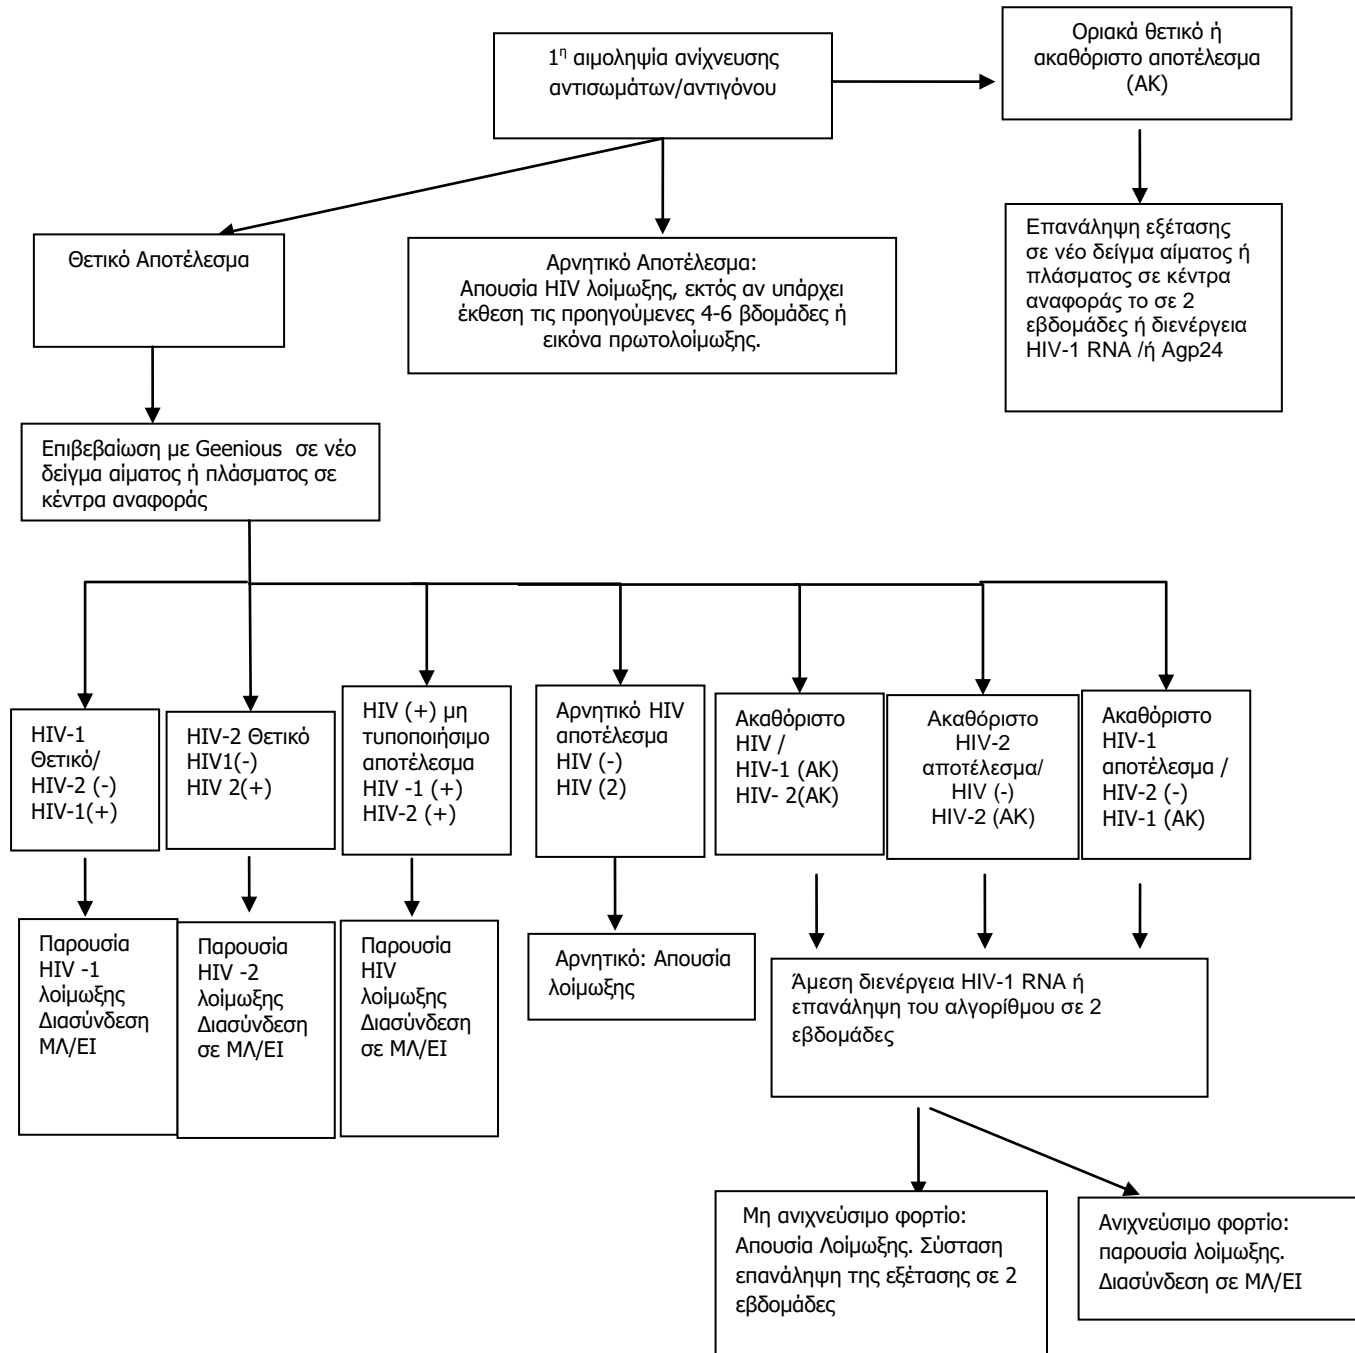 1η αιμοληψία ανίχνευσης
αντισωμάτων/αντιγόνου
Οριακά θετικό ή
ακαθόριστο αποτέλεσμα
(ΑΚ)
Θετικό Αποτέλεσμα
Αρνητικό Αποτέλεσμα:
Απουσία HIV λοίμωξης, εκτός αν υπάρχει
έκθεση τις προηγούμενες 4-6 βδομάδες ή
εικόνα πρωτολοίμωξης.
Επανάληψη εξέτασης
σε νέο δείγμα αίματος ή
πλάσματος σε κέντρα
αναφοράς το σε 2
εβδομάδες ή διενέργεια
HIV-1 RNA /ή Agp24
Επιβεβαίωση με Geenious σε νέο
δείγμα αίματος ή πλάσματος σε
κέντρα αναφοράς
HIV-1
Θετικό/
HIV-2 (-)
HIV-1(+)
HIV-2 Θετικό
HIV1(-)
HIV 2(+)
HIV (+) μη
τυποποιήσιμο
αποτέλεσμα
HIV -1 (+)
HIV-2 (+)
Αρνητικό HIV
αποτέλεσμα
HIV (-)
HIV (2)
Ακαθόριστο
HIV /
HIV-1 (ΑΚ)
HIV- 2(ΑΚ)
Ακαθόριστο
HIV-2
αποτέλεσμα/
HIV (-)
HIV-2 (ΑΚ)
Ακαθόριστο
HIV-1
αποτέλεσμα /
HIV-2 (-)
HIV-1 (ΑΚ)
Παρουσία
HIV -1
λοίμωξης
Διασύνδεση
ΜΛ/ΕΙ
Παρουσία
HIV -2
λοίμωξης
Διασύνδεση
σε ΜΛ/ΕΙ
Παρουσία
HIV
λοίμωξης
Διασύνδεση
σε ΜΛ/ΕΙ
Αρνητικό: Απουσία
λοίμωξης
Άμεση διενέργεια HIV-1 RNA ή
επανάληψη του αλγορίθμου σε 2
εβδομάδες
Μη ανιχνεύσιμο φορτίο:
Απουσία Λοίμωξης. Σύσταση
επανάληψη της εξέτασης σε 2
εβδομάδες
Ανιχνεύσιμο φορτίο:
παρουσία λοίμωξης.
Διασύνδεση σε ΜΛ/ΕΙ